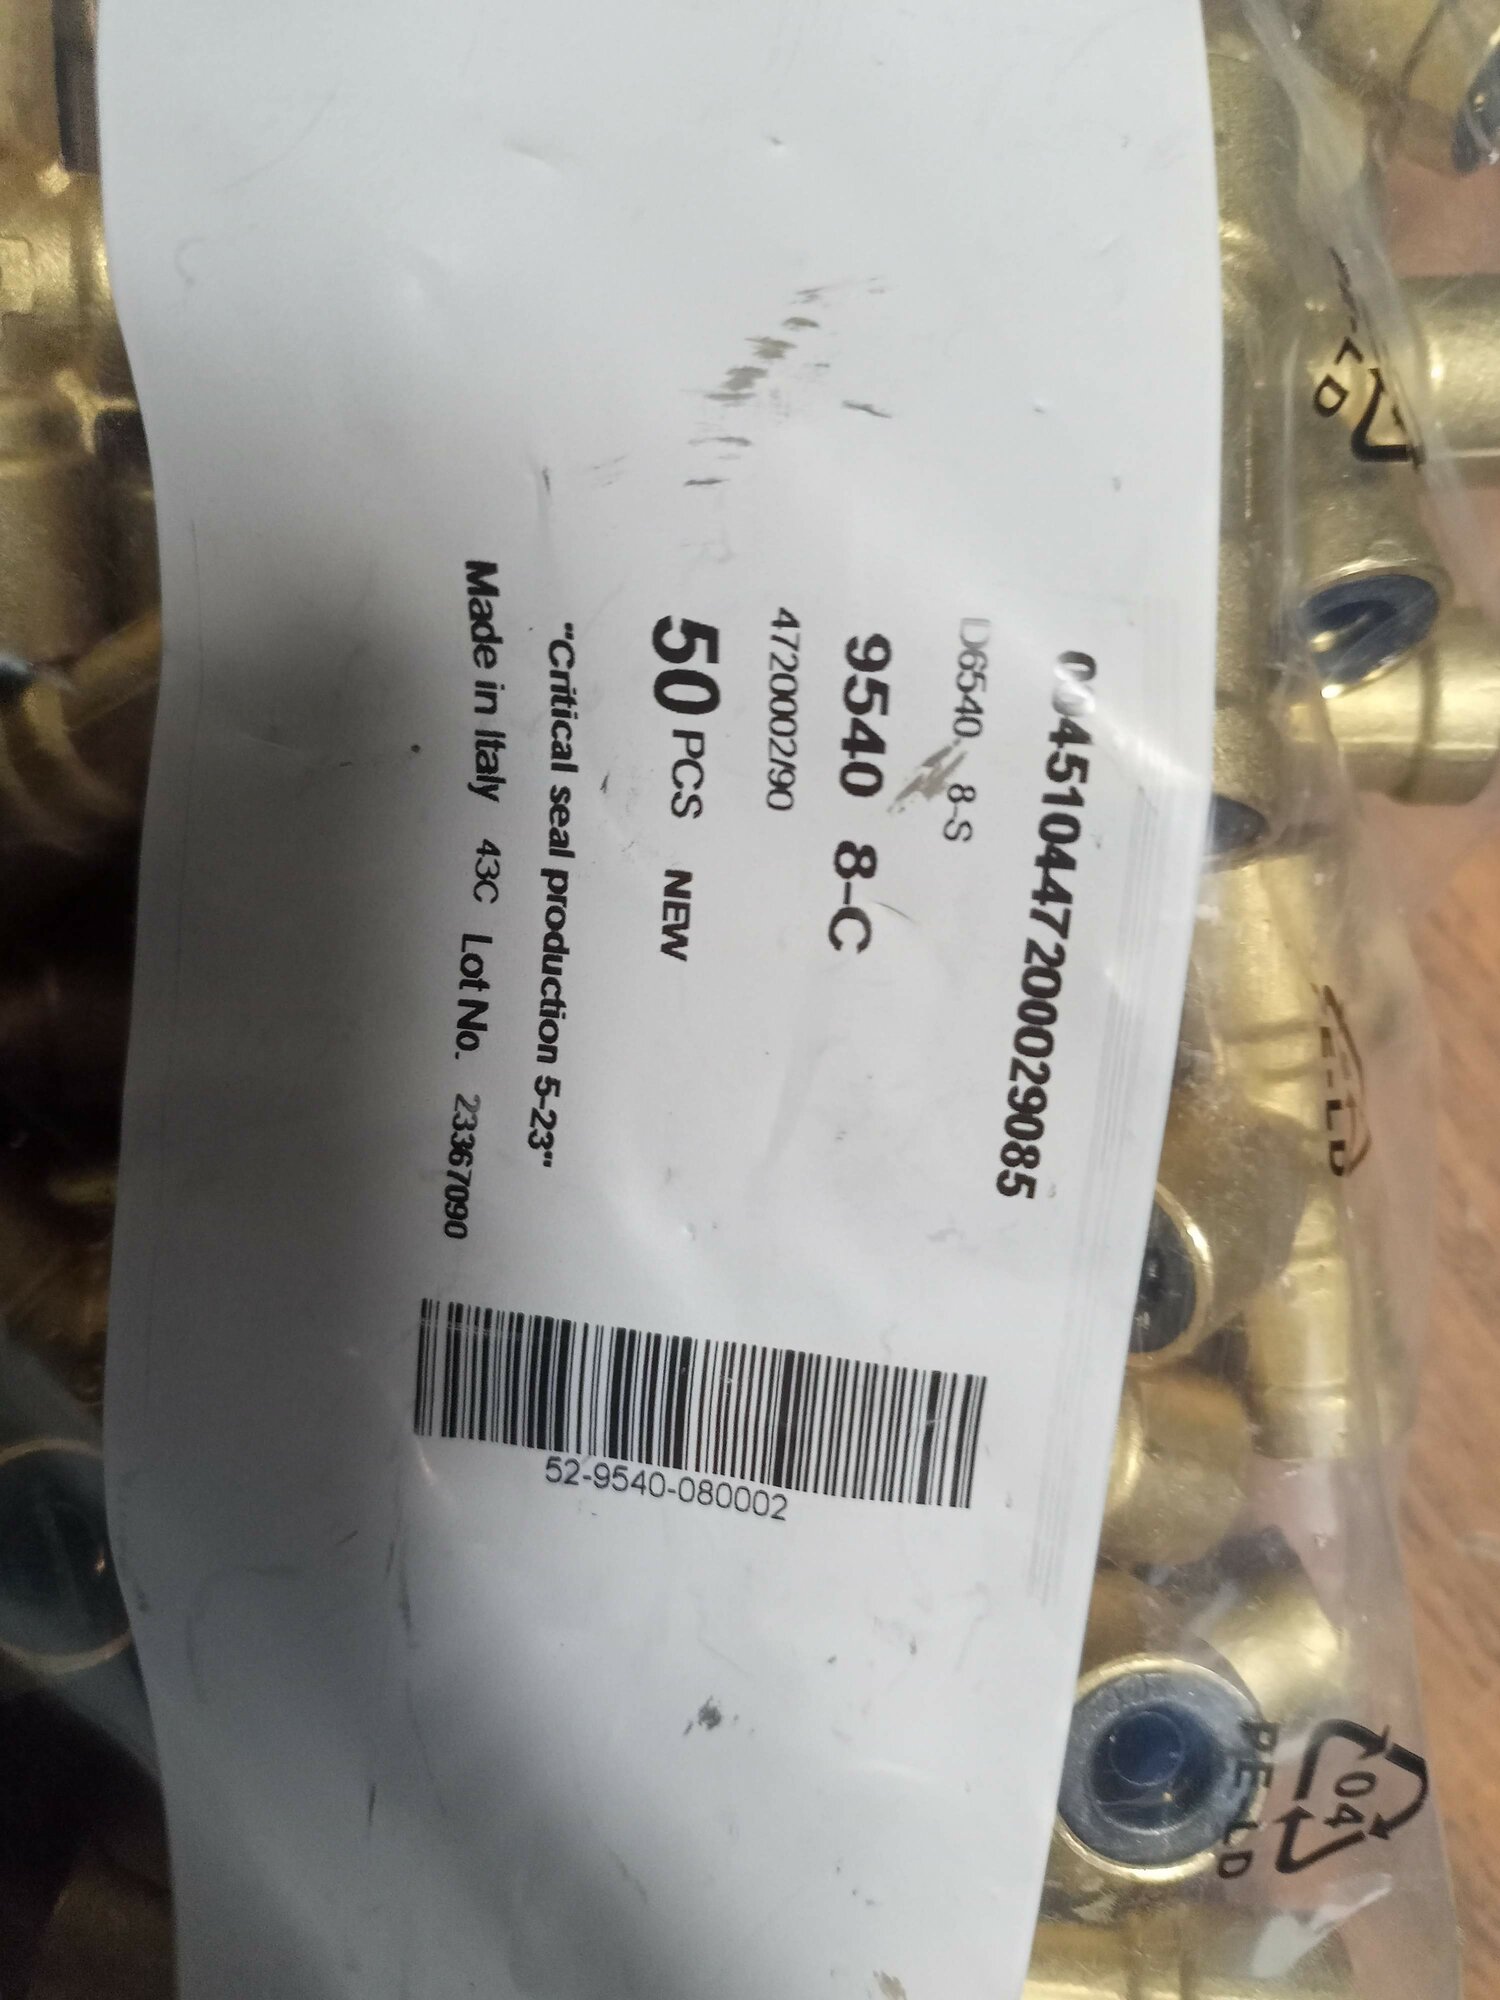 004510447200029085
D6540 8-S
9540 8-C
4720002/90
50 PCS NEW
"Critical seal production 5-23"
Made in Italy 43C Lot No. 23367090
52-9540-080002
PE-LD
04
PE-LD